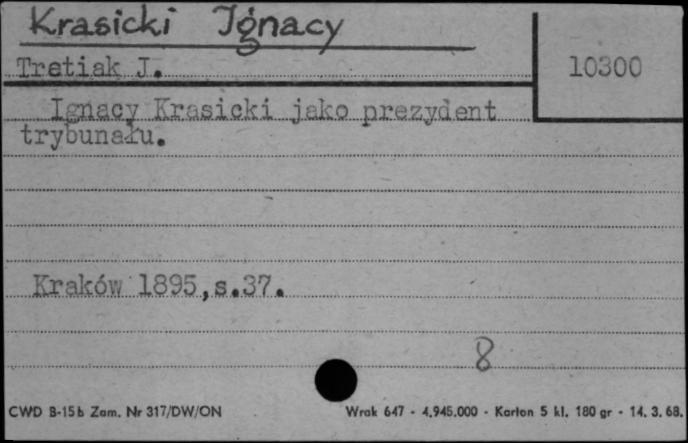 Krasicki Ignacy
Tretiak J.
10300
Ignacy Krasicki jako prezydent
trybunału.
Kraków 1895,s.37.
8
CWD B-15b Zam. Nr 317/DW/ON
Wrak 647 - 4.945.000 - Karton 5 kl. 180 gr - 14. 3. 68.